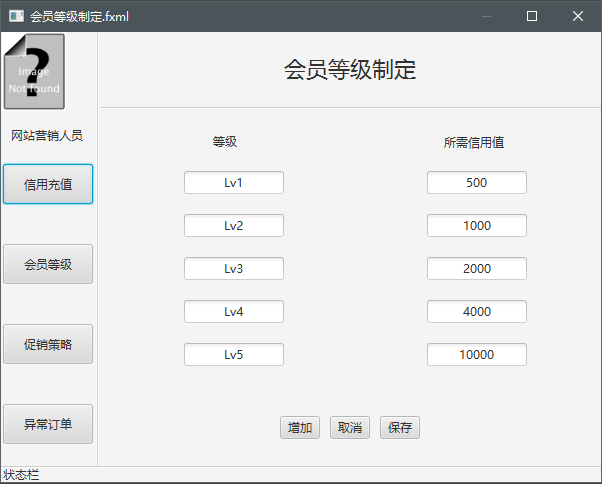 会员等级制定.fxml
?
Image
Not found
网站营销人员
信用充值
会员等级
促销策略
异常订单
会员等级制定
等级 所需信用值
Lv1 500
Lv2 1000
Lv3 2000
Lv4 4000
Lv5 10000
增加 取消 保存
状态栏